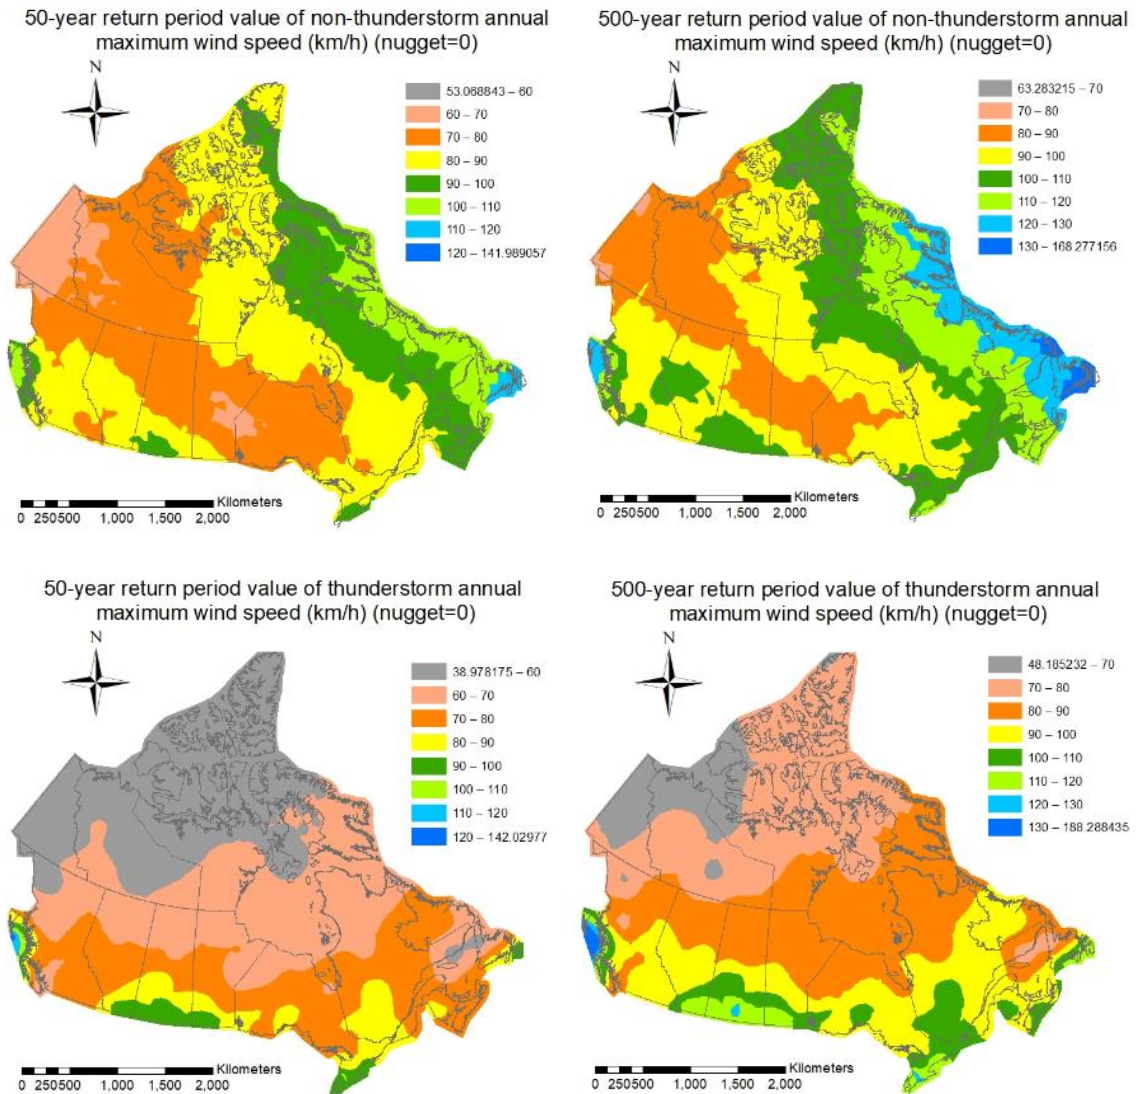 50-year return period value of non-thunderstorm annual
maximum wind speed (km/h) (nugget=0)
N
53.068843 – 60
60 – 70
70 – 80
80 – 90
90 – 100
100 – 110
110 – 120
120 – 141.989057
Kilometers
0 250500 1,000 1,500 2,000
500-year return period value of non-thunderstorm annual
maximum wind speed (km/h) (nugget=0)
N
63.283215 – 70
70 – 80
80 – 90
90 – 100
100 – 110
110 – 120
120 – 130
130 – 168.277156
Kilometers
0 250500 1,000 1,500 2,000
50-year return period value of thunderstorm annual
maximum wind speed (km/h) (nugget=0)
N
38.978175 – 60
60 – 70
70 – 80
80 – 90
90 – 100
100 – 110
110 – 120
120 – 142.02977
Kilometers
0 250500 1,000 1,500 2,000
500-year return period value of thunderstorm annual
maximum wind speed (km/h) (nugget=0)
N
48.185232 – 70
70 – 80
80 – 90
90 – 100
100 – 110
110 – 120
120 – 130
130 – 188.288435
Kilometers
0 250500 1,000 1,500 2,000